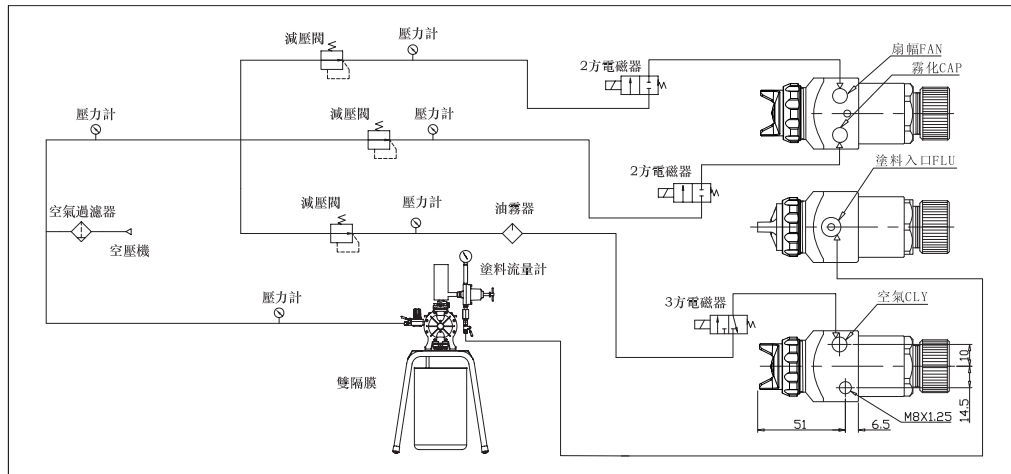 減壓閥
壓力計
2方電磁器
扇幅FAN
霧化CAP
壓力計
減壓閥
壓力計
2方電磁器
塗料入口FLU
空氣過濾器
空壓機
減壓閥
壓力計
油霧器
塗料流量計
壓力計
3方電磁器
空氣CLY
雙隔膜
10
14.5
M8X1.25
51
6.5